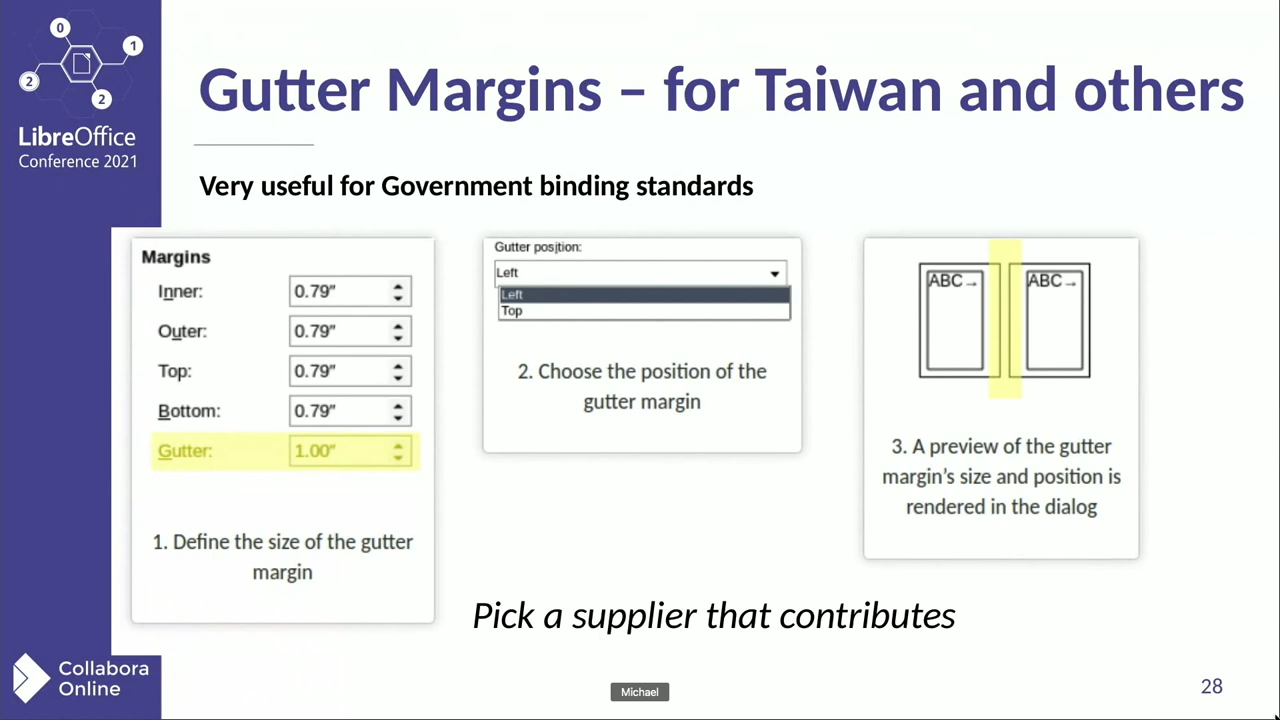 0
1
2
2
LibreOffice
Conference 2021
Gutter Margins – for Taiwan and others
Very useful for Government binding standards
Margins
Inner: 0.79"
Outer: 0.79"
Top: 0.79"
Bottom: 0.79"
Gutter: 1.00"
1. Define the size of the gutter
margin
Gutter position:
Left
Left
Top
2. Choose the position of the
gutter margin
ABC→ ABC→
3. A preview of the gutter
margin’s size and position is
rendered in the dialog
Pick a supplier that contributes
Collabora
Online
Michael
28